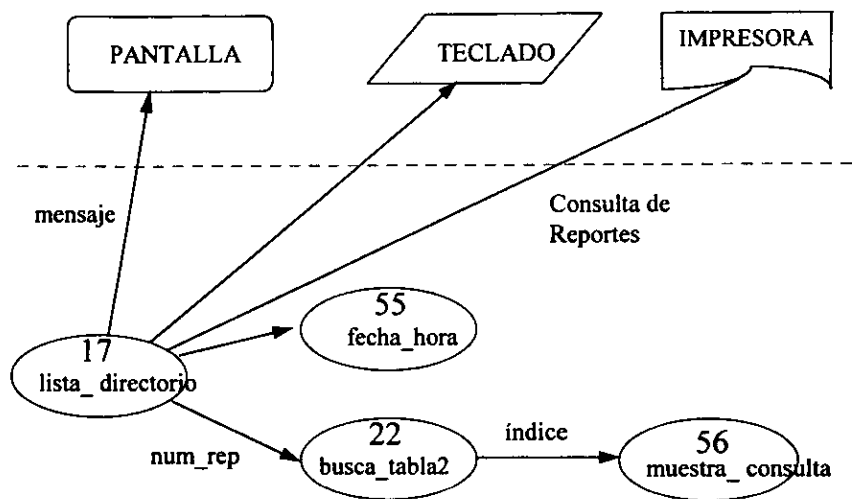 PANTALLA
TECLADO
IMPRESORA
mensaje
Consulta de
Reportes
55
fecha_hora
17
lista_ directorio
num_rep
22
busca_tabla2
índice
56
muestra_ consulta